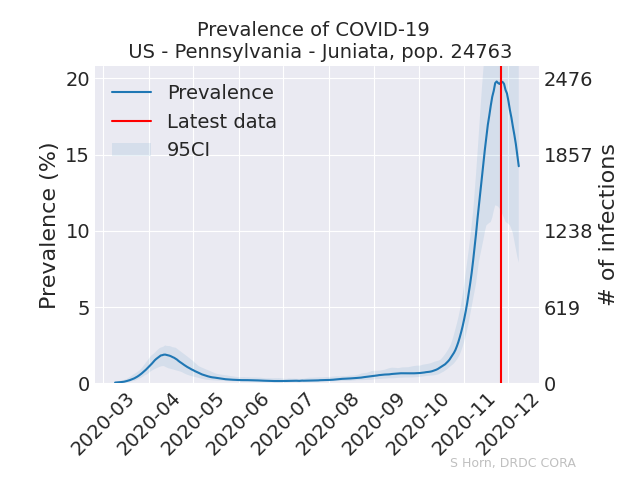 Prevalence of COVID-19
US - Pennsylvania - Juniata, pop. 24763
Prevalence
Latest data
95CI
Prevalence (%)
20
15
10
5
0
2476
1857
1238
619
0
# of infections
2020-03
2020-04
2020-05
2020-06
2020-07
2020-08
2020-09
2020-10
2020-11
2020-12
S Horn, DRDC CORA